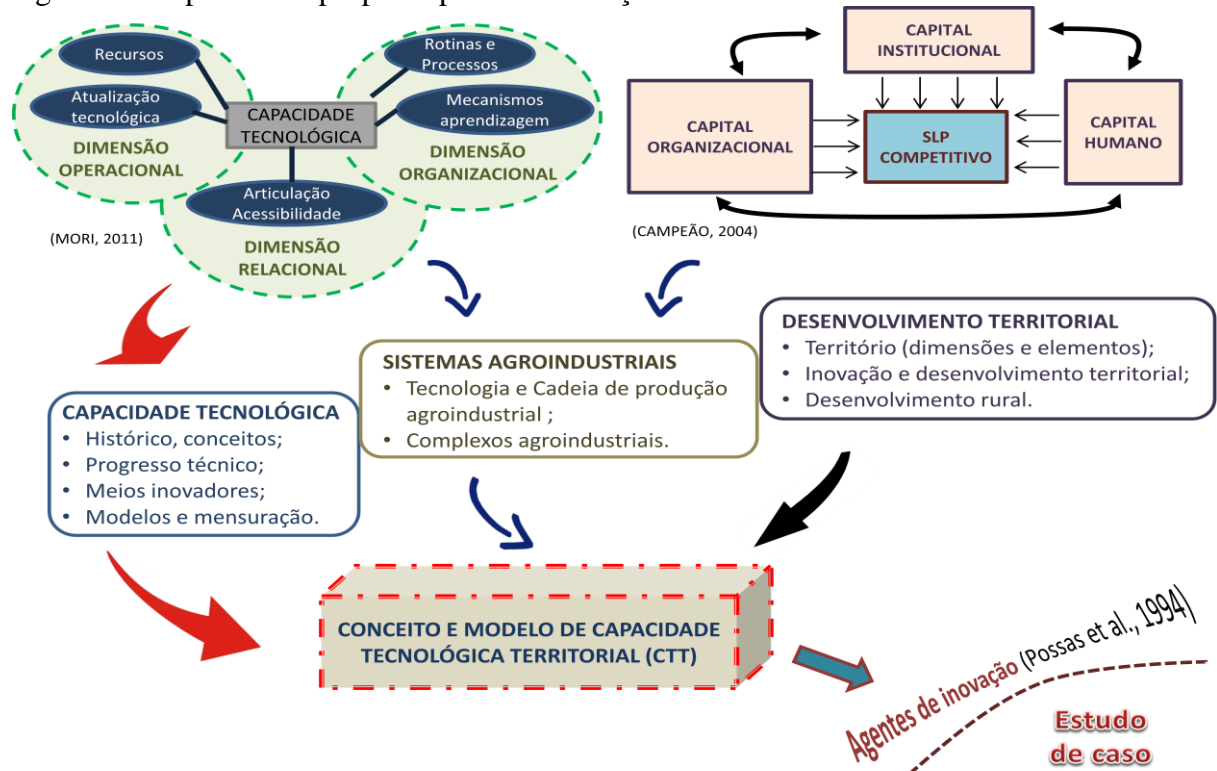 Recursos
Atualização
tecnológica
DIMENSÃO
OPERACIONAL
CAPACIDADE
TECNOLÓGICA
Rotinas e
Processos
Mecanismos
aprendizagem
DIMENSÃO
ORGANIZACIONAL
Articulação
Acessibilidade
DIMENSÃO
RELACIONAL
(MORI, 2011)
CAPITAL
INSTITUCIONAL
CAPITAL
ORGANIZACIONAL
SLP
COMPETITIVO
CAPITAL
HUMANO
(CAMPEÃO, 2004)
CAPACIDADE TECNOLÓGICA
• Histórico, conceitos;
• Progresso técnico;
• Meios inovadores;
• Modelos e mensuração.
SISTEMAS AGROINDUSTRIAIS
• Tecnologia e Cadeia de produção
agroindustrial ;
• Complexos agroindustriais.
DESENVOLVIMENTO TERRITORIAL
• Território (dimensões e elementos);
• Inovação e desenvolvimento territorial;
• Desenvolvimento rural.
CONCEITO E MODELO DE CAPACIDADE
TECNOLÓGICA TERRITORIAL (CTT)
Agentes de inovação (Possas et al., 1994)
Estudo
de caso